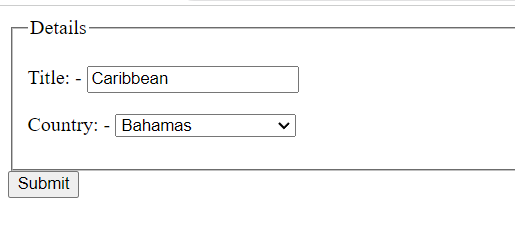 Details
Title: - Caribbean
Country: - Bahamas
Submit